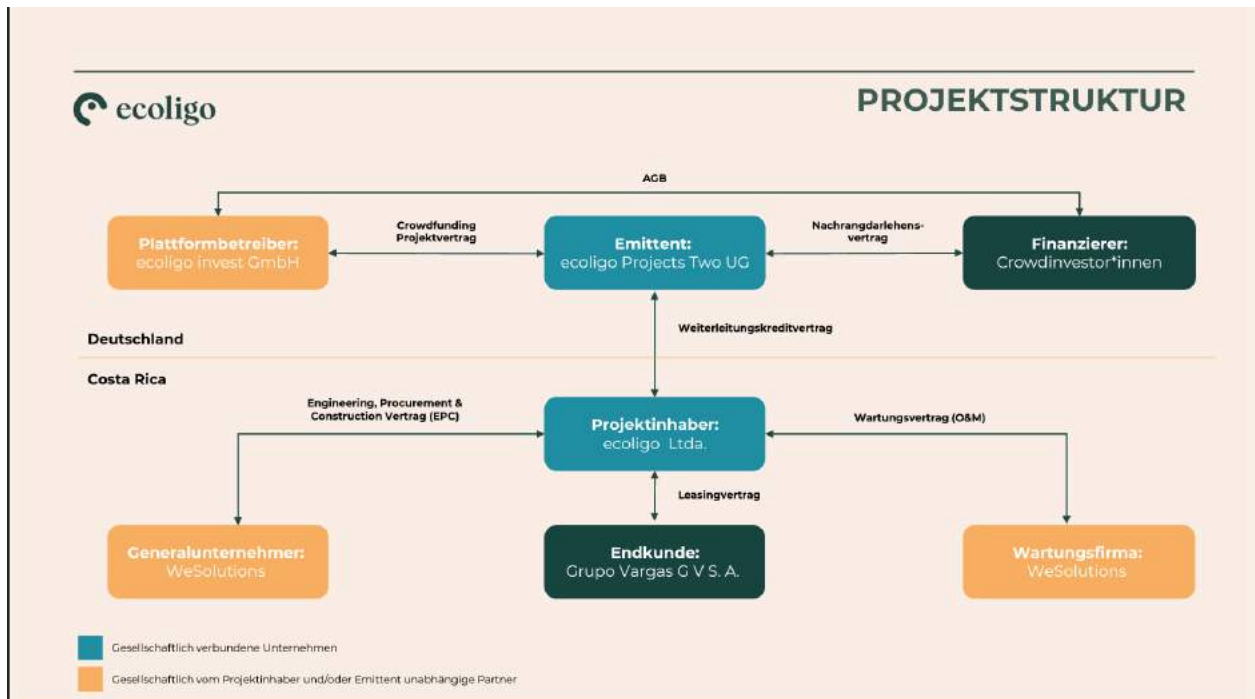 ecoligo
PROJEKTSTRUKTUR
AGB
Plattformbetreiber:
ecoligo invest GmbH
Crowdfunding
Projektvertrag
Emittent:
ecoligo Projects Two UG
Nachrangdarlehens-
vertrag
Finanzierer:
Crowdinvestor*innen
Weiterleitungskreditvertrag
Deutschland
Costa Rica
Engineering, Procurement &
Construction Vertrag (EPC)
Projektinhaber:
ecoligo Ltda.
Wartungsvertrag (O&M)
Leasingvertrag
Generalunternehmer:
WeSolutions
Endkunde:
Grupo Vargas G V S. A.
Wartungsfirma:
WeSolutions
Gesellschaftlich verbundene Unternehmen
Gesellschaftlich vom Projektinhaber und/oder Emittent unabhängige Partner